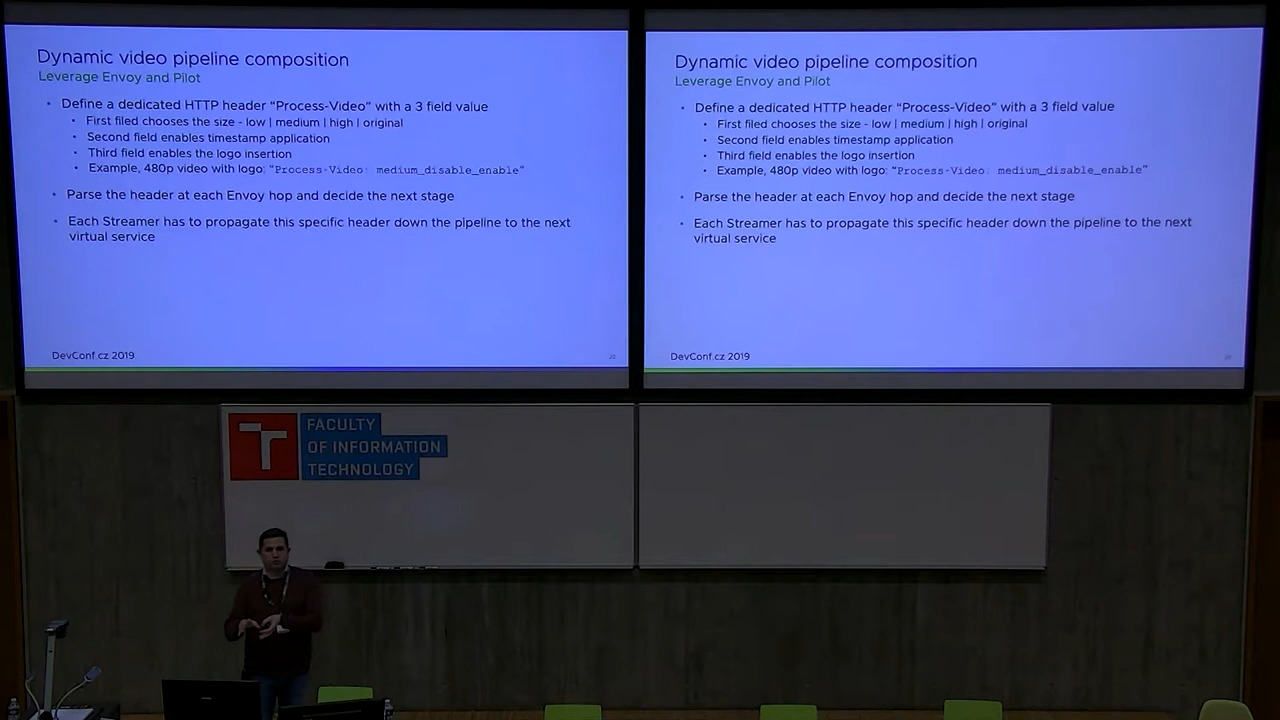 Dynamic video pipeline composition
Leverage Envoy and Pilot
• Define a dedicated HTTP header “Process-Video” with a 3 field value
• First filed chooses the size - low | medium | high | original
• Second field enables timestamp application
• Third field enables the logo insertion
• Example, 480p video with logo: “Process-Video: medium_disable_enable”
• Parse the header at each Envoy hop and decide the next stage
• Each Streamer has to propagate this specific header down the pipeline to the next
virtual service
DevConf.cz 2019
20
Dynamic video pipeline composition
Leverage Envoy and Pilot
• Define a dedicated HTTP header “Process-Video” with a 3 field value
• First filed chooses the size - low | medium | high | original
• Second field enables timestamp application
• Third field enables the logo insertion
• Example, 480p video with logo: “Process-Video: medium_disable_enable”
• Parse the header at each Envoy hop and decide the next stage
• Each Streamer has to propagate this specific header down the pipeline to the next
virtual service
DevConf.cz 2019
20
FACULTY
OF INFORMATION
TECHNOLOGY